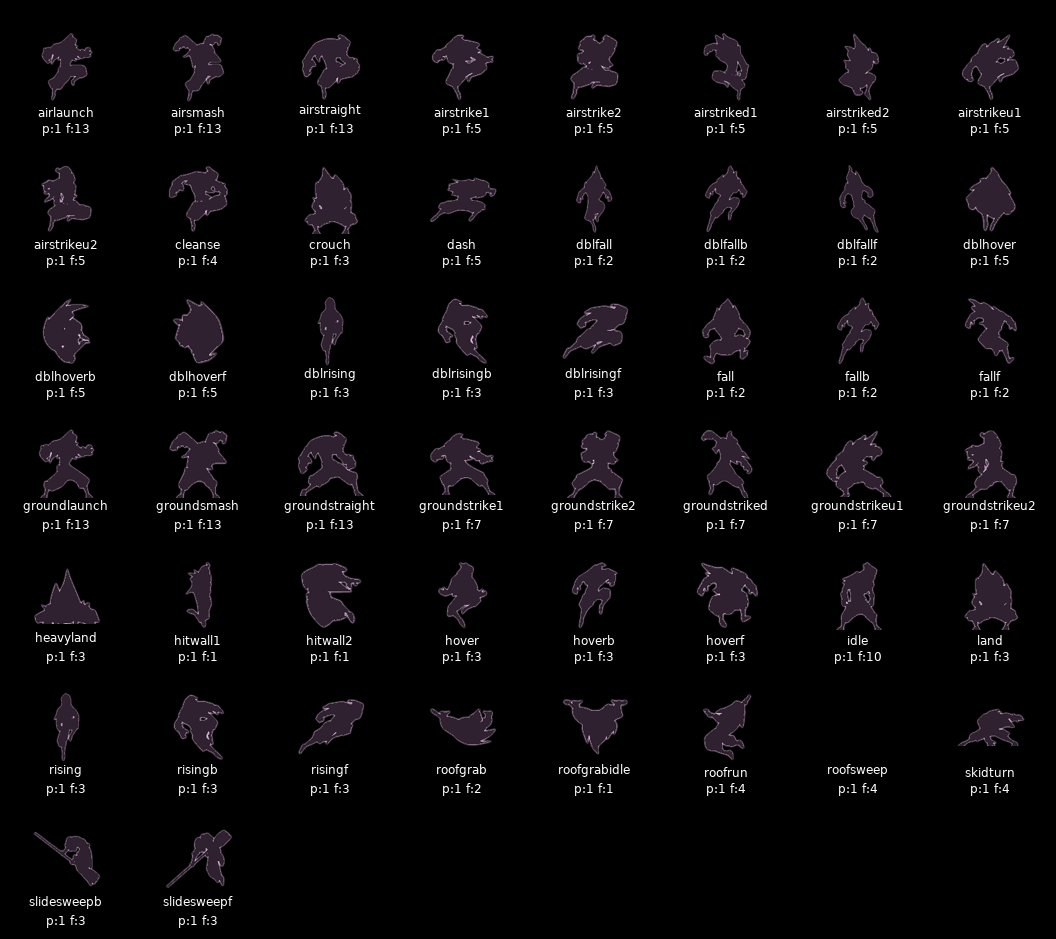 airlaunch airsmash airstraight airstrike1 airstrike2 airstriked1 airstriked2 airstrikeu1
p:1 f:13 p:1 f:13 p:1 f:13 p:1 f:5 p:1 f:5 p:1 f:5 p:1 f:5 p:1 f:5
airstrikeu2 cleanse crouch dash dblfall dblfallb dblfallf dblhover
p:1 f:5 p:1 f:4 p:1 f:3 p:1 f:5 p:1 f:2 p:1 f:2 p:1 f:2 p:1 f:5
dblhoverb dblhoverf dblrising dblrisingb dblrisingf fall fallb fallf
p:1 f:5 p:1 f:5 p:1 f:3 p:1 f:3 p:1 f:3 p:1 f:2 p:1 f:2 p:1 f:2
groundlaunch groundsmash groundstraight groundstrike1 groundstrike2 groundstriked groundstrikeu1 groundstrikeu2
p:1 f:13 p:1 f:13 p:1 f:13 p:1 f:7 p:1 f:7 p:1 f:7 p:1 f:7 p:1 f:7
heavyland hitwall1 hitwall2 hover hoverb hoverf idle land
p:1 f:3 p:1 f:1 p:1 f:1 p:1 f:3 p:1 f:3 p:1 f:3 p:1 f:10 p:1 f:3
rising risingb risingf roofgrab roofgrabidle roofrun roofsweep skidturn
p:1 f:3 p:1 f:3 p:1 f:3 p:1 f:2 p:1 f:1 p:1 f:4 p:1 f:4 p:1 f:4
slidesweepb slidesweepf
p:1 f:3 p:1 f:3